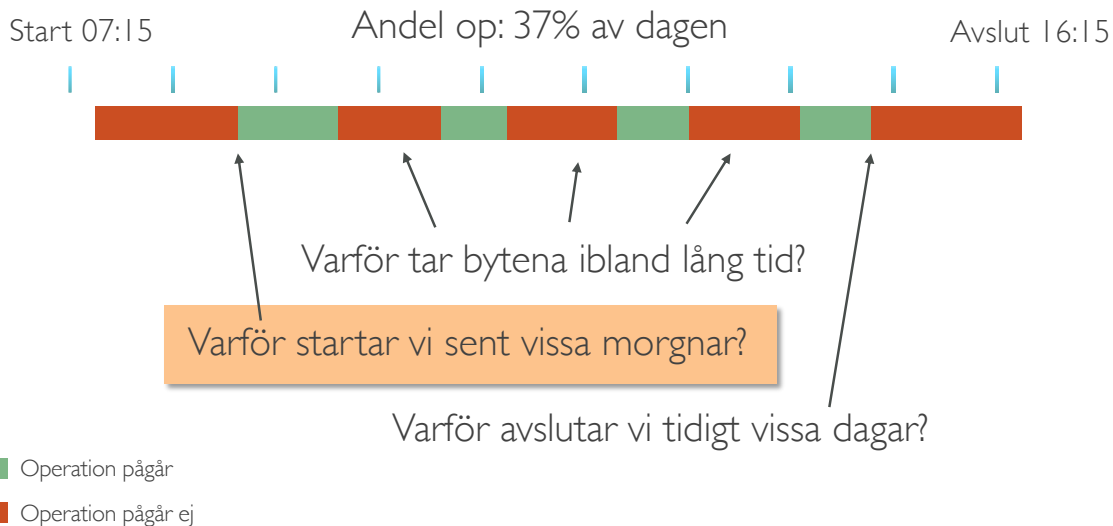 Start 07:15
Andel op: 37% av dagen
Avslut 16:15
Varför tar bytena ibland lång tid?
Varför startar vi sent vissa morgnar?
Varför avslutar vi tidigt vissa dagar?
Operation pågår
Operation pågår ej